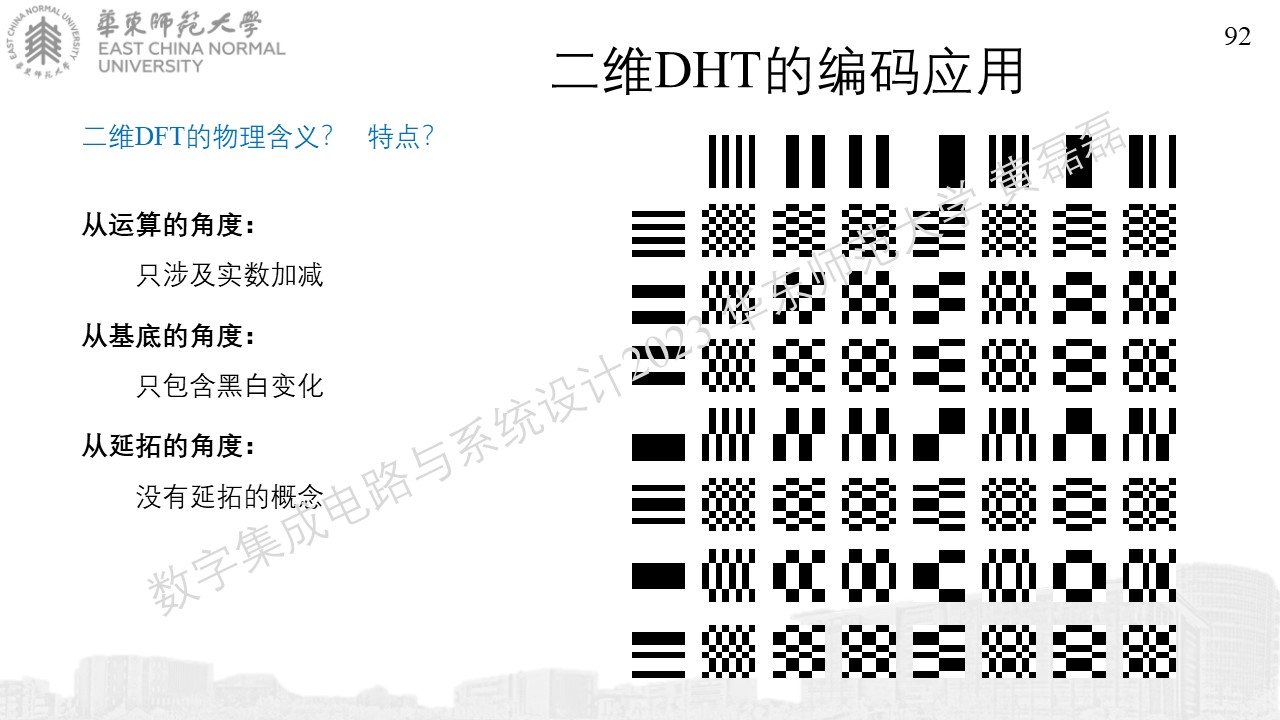 華東師范大學
EAST CHINA NORMAL
UNIVERSITY
92
二维DHT的编码应用
二维DFT的物理含义？ 特点？
从运算的角度：
只涉及实数加减
从基底的角度：
只包含黑白变化
从延拓的角度：
没有延拓的概念
数字集成电路与系统设计2023 华东师范大学 黄磊磊